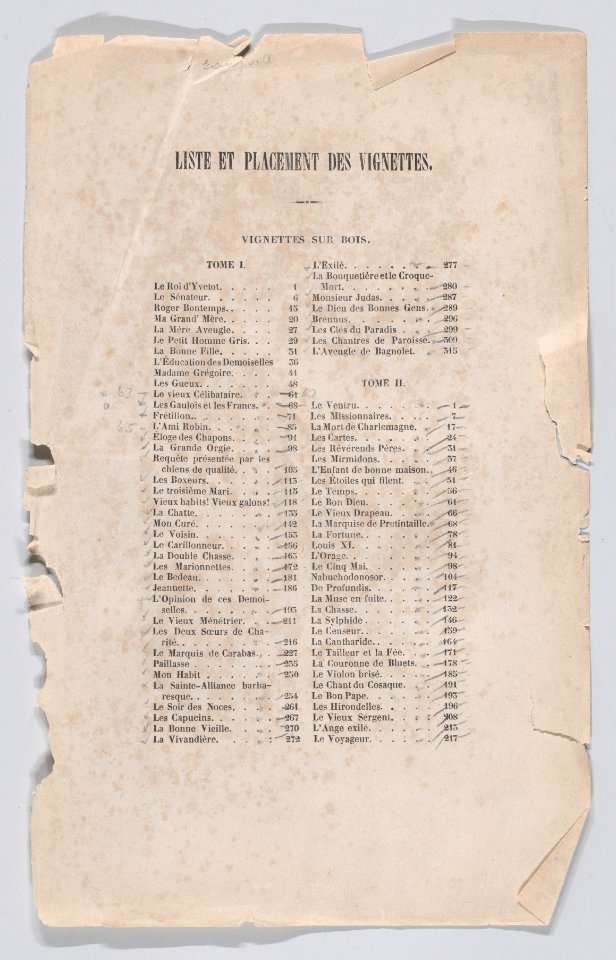 LISTE ET PLACEMENT DES VIGNETTES.
VIGNETTES SUR BOIS.
TOME I.
Le Roi d'Yvetot. . . . . . 1
Le Sénateur. . . . . . . 6
Roger Bontemps. . . . . . 15
Ma Grand' Mère. . . . . . 20
La Mère Aveugle. . . . . . 27
Le Petit Homme Gris. . . . 29
La Bonne Fille. . . . . . 31
L'Éducation des Demoiselles 36
Madame Grégoire. . . . . 41
Les Gueux. . . . . . . . 48
Le vieux Célibataire. . . . 61
Les Gaulois et les Francs. . . 68
Frétillon. . . . . . . . 71
L'Ami Robin. . . . . . . 85
Éloge des Chapons. . . . . 91
La Grande Orgie. . . . . . 98
Requête présentée par les
chiens de qualité. . . . . 103
Les Boxeurs. . . . . . . 113
Le troisième Mari. . . . . 115
Vieux habits! Vieux galons! 118
La Chatte. . . . . . . . 133
Mon Curé. . . . . . . . 142
Le Voisin. . . . . . . . 153
Le Carillonneur. . . . . . 156
La Double Chasse. . . . . 163
Les Marionnettes. . . . . 172
Le Bedeau. . . . . . . . 181
Jeannette. . . . . . . . 186
L'Opinion de ces Demoi-
selles. . . . . . . . . 193
Le Vieux Ménétrier. . . . . 211
Les Deux Sœurs de Cha-
rité. . . . . . . . . . 216
Le Marquis de Carabas. . . 227
Paillasse . . . . . . . . 233
Mon Habit . . . . . . . 250
La Sainte-Alliance barba-
resque. . . . . . . . . 254
Le Soir des Noces. . . . . 261
Les Capucins. . . . . . . 267
La Bonne Vieille. . . . . . 270
La Vivandière. . . . . . . 272
L'Exilé. . . . . . . . . 277
La Bouquetière et le Croque-
Mort. . . . . . . . . 280
Monsieur Judas. . . . . . 287
Le Dieu des Bonnes Gens. . 289
Brennus. . . . . . . . . 296
Les Clés du Paradis . . . . 299
Les Chantres de Paroisse. . 309
L'Aveugle de Bagnolet. . . 315
TOME II.
Le Ventru. . . . . . . . 1
Les Missionnaires. . . . . 7
La Mort de Charlemagne. . 17
Les Cartes. . . . . . . . 24
Les Révérends Pères. . . . 31
Les Mirmidons. . . . . . 37
L'Enfant de bonne maison. . 46
Les Étoiles qui filent. . . . 54
Le Temps. . . . . . . . 56
Le Bon Dieu. . . . . . . 61
Le Vieux Drapeau. . . . . 66
La Marquise de Pretintaille. . 68
La Fortune. . . . . . . . 78
Louis XI. . . . . . . . . 81
L'Orage. . . . . . . . . 94
Le Cinq Mai. . . . . . . 98
Nabuchodonosor. . . . . . 104
De Profundis. . . . . . . 117
La Muse en fuite. . . . . . 122
La Chasse. . . . . . . . 132
La Sylphide . . . . . . . 146
Le Censeur. . . . . . . . 159
La Cantharide. . . . . . . 164
Le Tailleur et la Fée. . . . 171
La Couronne de Bluets. . . 178
Le Violon brisé. . . . . . 185
Le Chant du Cosaque. . . . 191
Le Bon Pape. . . . . . . 193
Les Hirondelles. . . . . . 196
Le Vieux Sergent. . . . . 208
L'Ange exilé. . . . . . . 213
Le Voyageur. . . . . . . 217
63
85